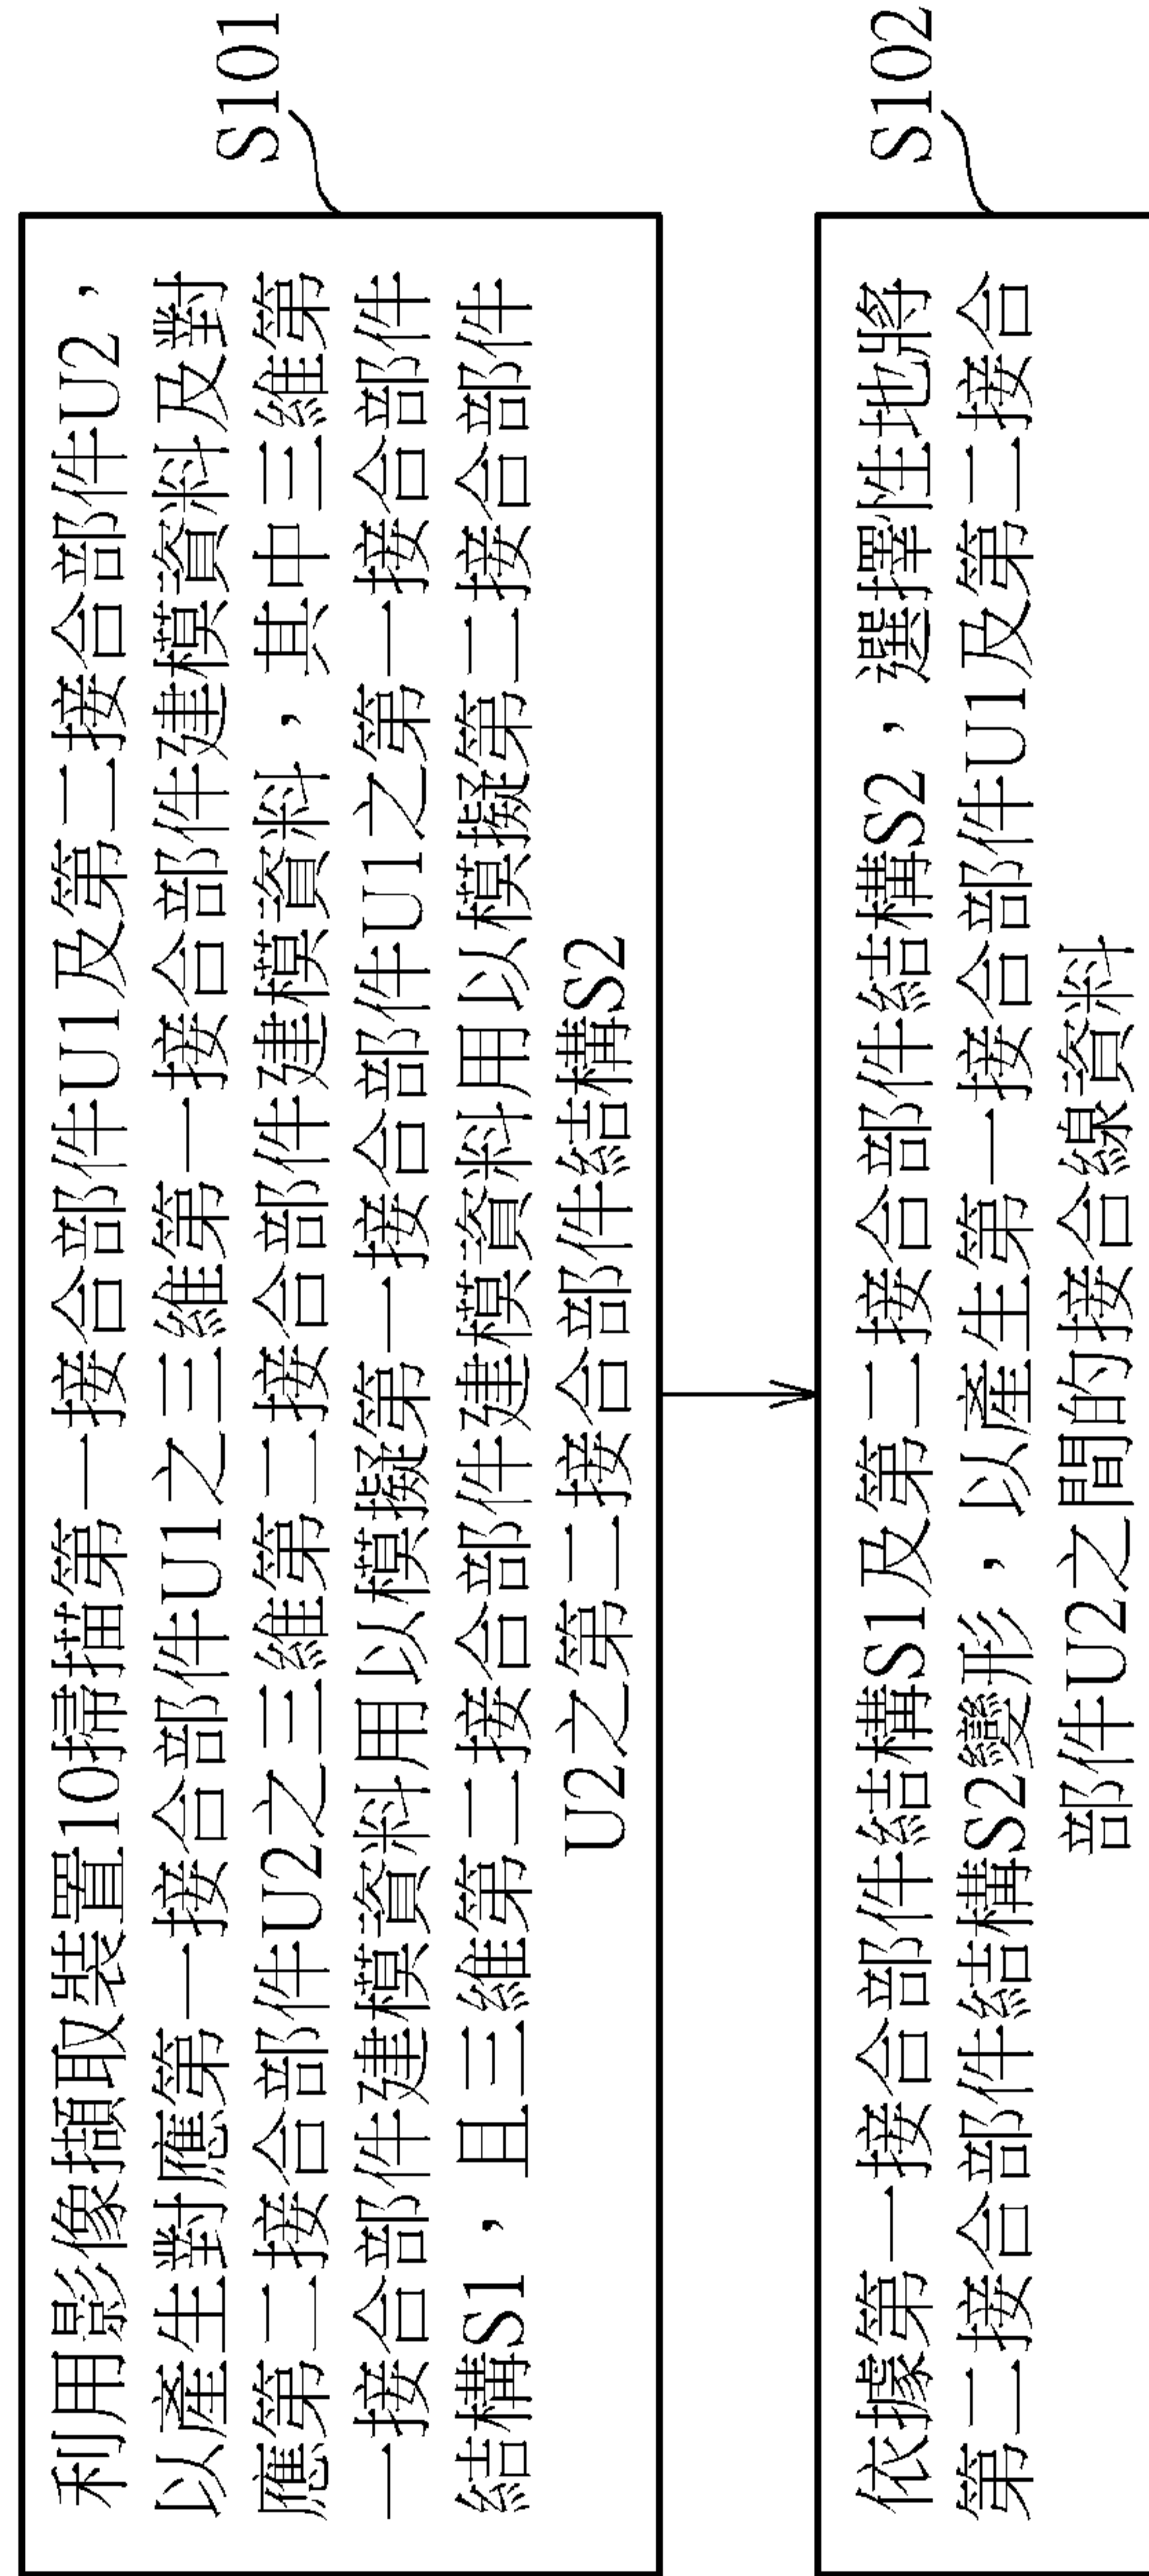 利用影像擷取裝置10掃描第一接合部件U1及第二接合部件U2，
以產生對應第一接合部件U1之三維第一接合部件建模資料及對
應第二接合部件U2之三維第二接合部件建模資料，其中三維第
一接合部件建模資料用以模擬第一接合部件U1之第一接合部件
結構S1，且三維第二接合部件建模資料用以模擬第二接合部件
U2之第二接合部件結構S2
S101
依據第一接合部件結構S1及第二接合部件結構S2，選擇性地將
第二接合部件結構S2變形，以產生第一接合部件U1及第二接合
部件U2之間的接合線資料
S102